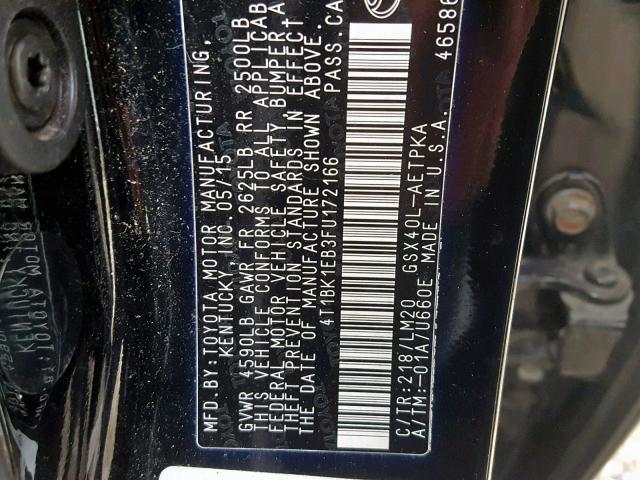 MFD. BY: TOYOTA MOTOR MANUFACTURING,
KENTUCKY, INC. 05/15
GVWR 4590LB GAWR FR 2625LB RR 2500LB
THIS VEHICLE CONFORMS TO ALL APPLICAB
FEDERAL MOTOR VEHICLE SAFETY, BUMPER, A
THEFT PREVENTION STANDARDS IN EFFECT
THE DATE OF MANUFACTURE SHOWN ABOVE.
4T1BK1EB3FU172166 PASS.CA
C/TR:218/LM20 GSX40L-AETPKA
A/TM:-01A/U660E MADE IN U.S.A.
46586